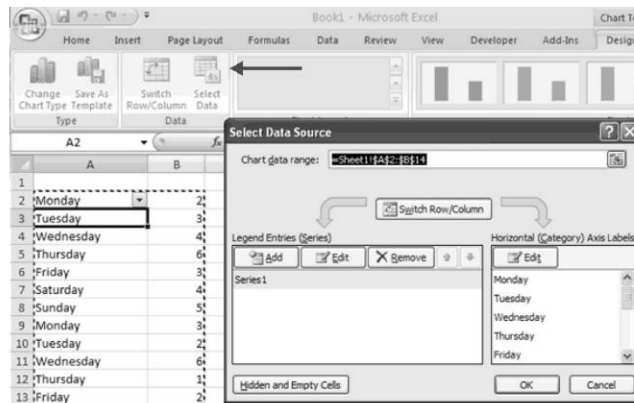 Book1 - Microsoft Excel
Chart To
Home Insert Page Layout Formulas Data Review View Developer Add-Ins Desig
Change Chart Type
Save As Template
Switch Row/Column
Select Data
Type
Data
A2
A B
1
2 Monday 2
3 Tuesday 3
4 Wednesday 4
5 Thursday 6
6 Friday 3
7 Saturday 4
8 Sunday 5
9 Monday 3
10 Tuesday 2
11 Wednesday 6
12 Thursday 1
13 Friday 2
Select Data Source
Chart data range: =Sheet1!$A$2:$B$14
Switch Row/Column
Legend Entries (Series)
Add Edit Remove
Series1
Horizontal (Category) Axis Labels
Edit
Monday
Tuesday
Wednesday
Thursday
Friday
Hidden and Empty Cells
OK Cancel